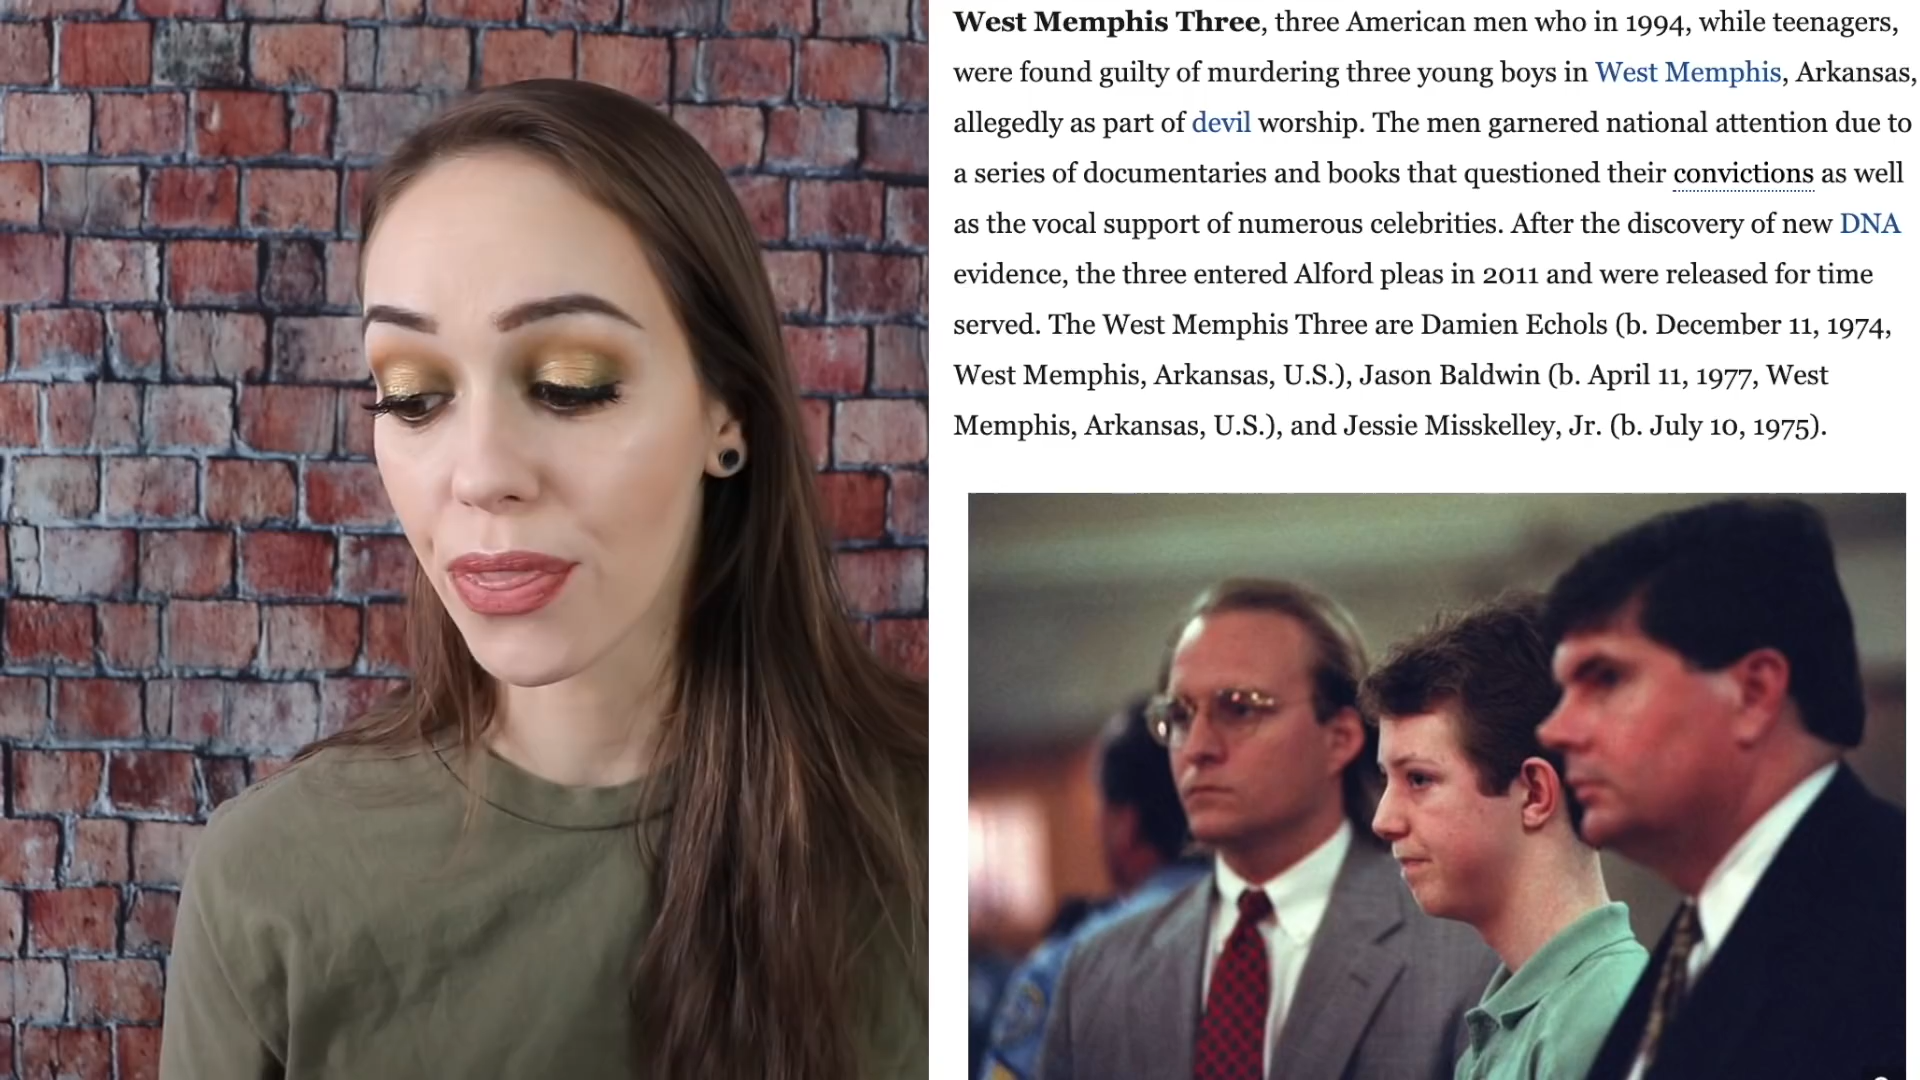 West Memphis Three, three American men who in 1994, while teenagers,
were found guilty of murdering three young boys in West Memphis, Arkansas,
allegedly as part of devil worship. The men garnered national attention due to
a series of documentaries and books that questioned their convictions as well
as the vocal support of numerous celebrities. After the discovery of new DNA
evidence, the three entered Alford pleas in 2011 and were released for time
served. The West Memphis Three are Damien Echols (b. December 11, 1974,
West Memphis, Arkansas, U.S.), Jason Baldwin (b. April 11, 1977, West
Memphis, Arkansas, U.S.), and Jessie Misskelley, Jr. (b. July 10, 1975).